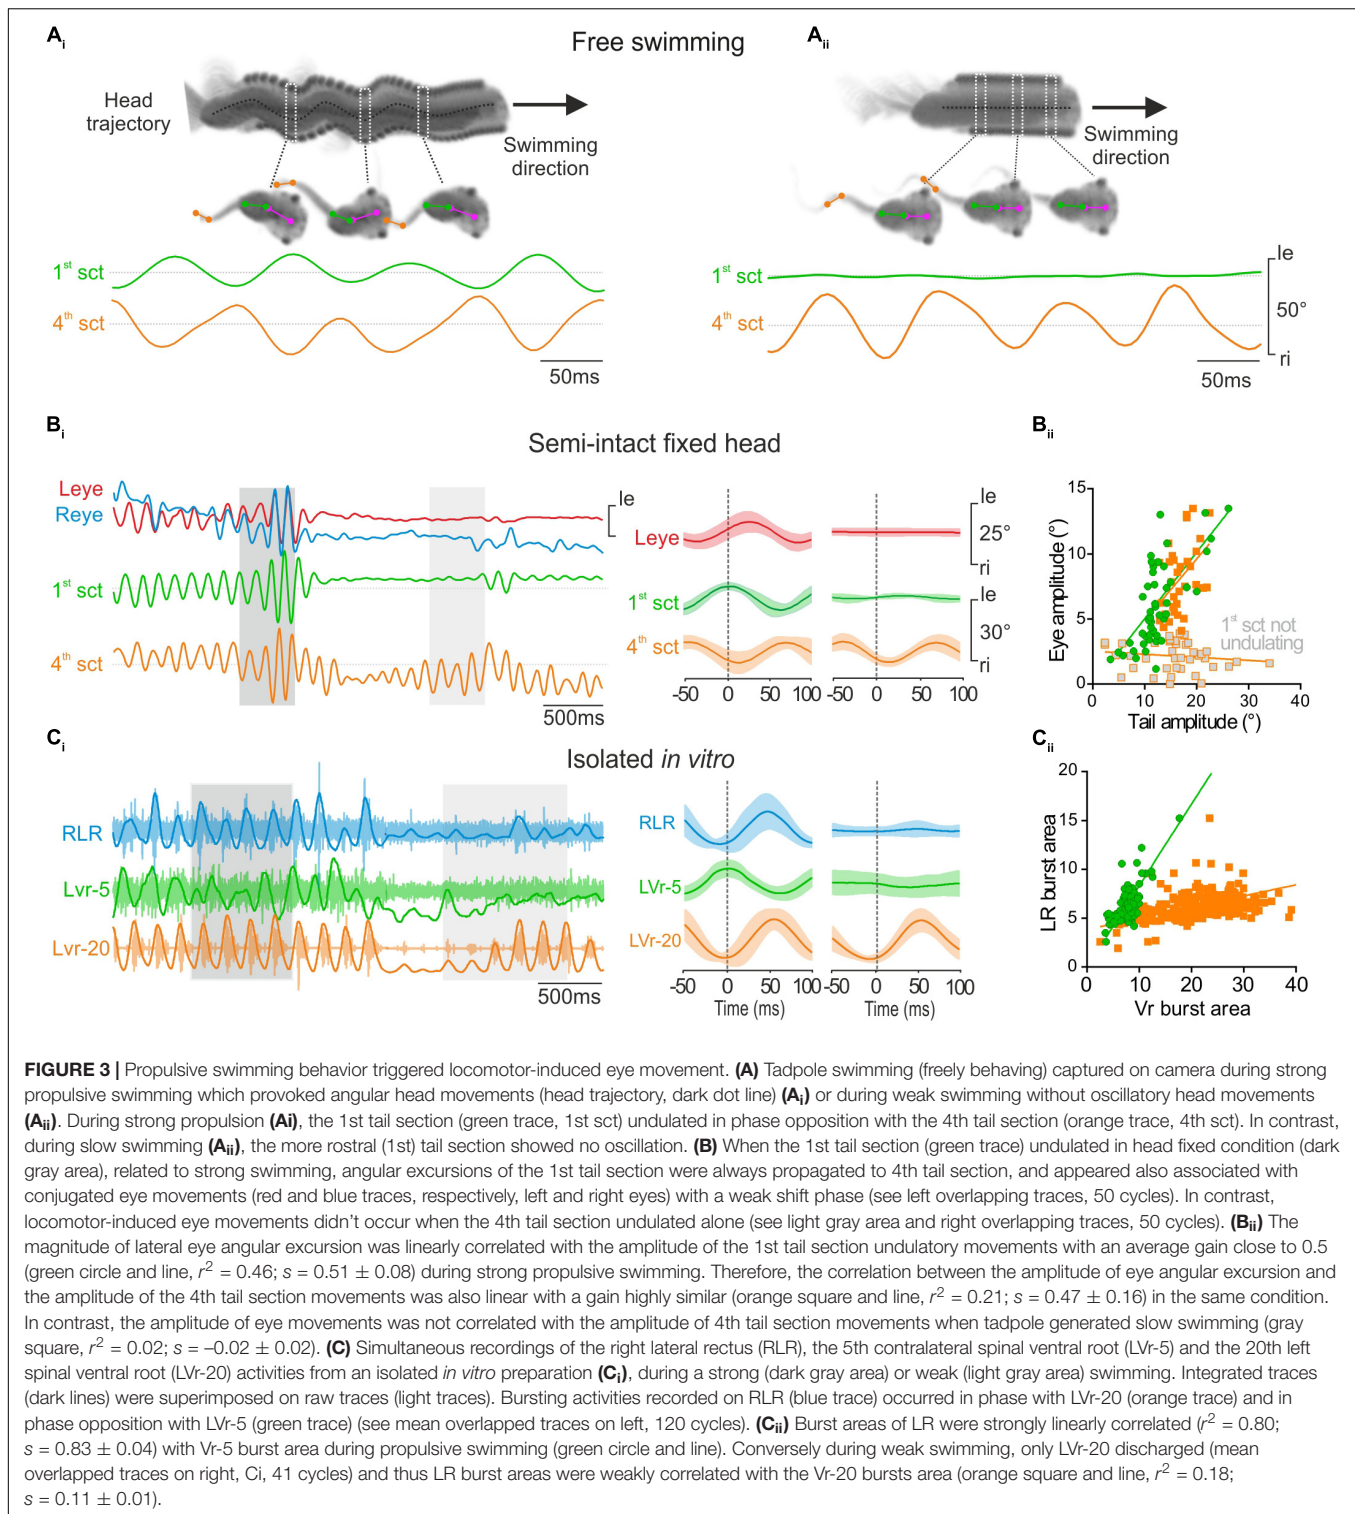 Ai
Free swimming
Aii
Head
trajectory
Swimming
direction
Swimming
direction
1st sct
4th sct
50ms
1st sct
4th sct
le
50°
ri
50ms
Bi
Semi-intact fixed head
Bii
Leye
Reye
le
1st sct
4th sct
500ms
Leye
1st sct
4th sct
le
25°
ri
le
30°
ri
-50 0 50 100
-50 0 50 100
Eye amplitude (°)
15
10
5
0
1st sct not
undulating
0 10 20 30 40
Tail amplitude (°)
Ci
Isolated in vitro
Cii
RLR
Lvr-5
Lvr-20
500ms
RLR
LVr-5
LVr-20
-50 0 50 100
-50 0 50 100
Time (ms)
Time (ms)
LR burst area
20
15
10
5
0
0 10 20 30 40
Vr burst area
FIGURE 3 | Propulsive swimming behavior triggered locomotor-induced eye movement. (A) Tadpole swimming (freely behaving) captured on camera during strong
propulsive swimming which provoked angular head movements (head trajectory, dark dot line) (Ai) or during weak swimming without oscillatory head movements
(Aii). During strong propulsion (Ai), the 1st tail section (green trace, 1st sct) undulated in phase opposition with the 4th tail section (orange trace, 4th sct). In contrast,
during slow swimming (Aii), the more rostral (1st) tail section showed no oscillation. (B) When the 1st tail section (green trace) undulated in head fixed condition (dark
gray area), related to strong swimming, angular excursions of the 1st tail section were always propagated to 4th tail section, and appeared also associated with
conjugated eye movements (red and blue traces, respectively, left and right eyes) with a weak shift phase (see left overlapping traces, 50 cycles). In contrast,
locomotor-induced eye movements didn't occur when the 4th tail section undulated alone (see light gray area and right overlapping traces, 50 cycles). (Bii) The
magnitude of lateral eye angular excursion was linearly correlated with the amplitude of the 1st tail section undulatory movements with an average gain close to 0.5
(green circle and line, r2 = 0.46; s = 0.51 ± 0.08) during strong propulsive swimming. Therefore, the correlation between the amplitude of eye angular excursion and
the amplitude of the 4th tail section movements was also linear with a gain highly similar (orange square and line, r2 = 0.21; s = 0.47 ± 0.16) in the same condition.
In contrast, the amplitude of eye movements was not correlated with the amplitude of 4th tail section movements when tadpole generated slow swimming (gray
square, r2 = 0.02; s = –0.02 ± 0.02). (C) Simultaneous recordings of the right lateral rectus (RLR), the 5th contralateral spinal ventral root (LVr-5) and the 20th left
spinal ventral root (LVr-20) activities from an isolated in vitro preparation (Ci), during a strong (dark gray area) or weak (light gray area) swimming. Integrated traces
(dark lines) were superimposed on raw traces (light traces). Bursting activities recorded on RLR (blue trace) occurred in phase with LVr-20 (orange trace) and in
phase opposition with LVr-5 (green trace) (see mean overlapped traces on left, 120 cycles). (Cii) Burst areas of LR were strongly linearly correlated (r2 = 0.80;
s = 0.83 ± 0.04) with Vr-5 burst area during propulsive swimming (green circle and line). Conversely during weak swimming, only LVr-20 discharged (mean
overlapped traces on right, Ci, 41 cycles) and thus LR burst areas were weakly correlated with the Vr-20 bursts area (orange square and line, r2 = 0.18;
s = 0.11 ± 0.01).